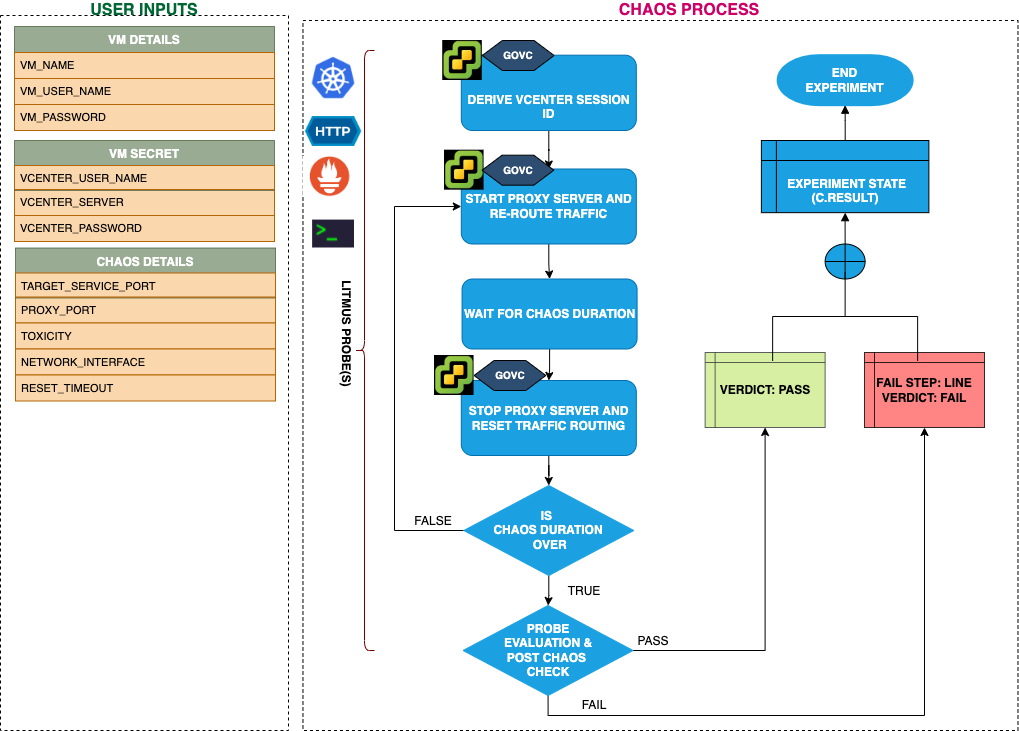 USER INPUTS
VM DETAILS
VM_NAME
VM_USER_NAME
VM_PASSWORD
VM SECRET
VCENTER_USER_NAME
VCENTER_SERVER
VCENTER_PASSWORD
CHAOS DETAILS
TARGET_SERVICE_PORT
PROXY_PORT
TOXICITY
NETWORK_INTERFACE
RESET_TIMEOUT
CHAOS PROCESS
HTTP
>_
LITMUS PROBE(S)
GOVC
DERIVE VCENTER SESSION
ID
GOVC
START PROXY SERVER AND
RE-ROUTE TRAFFIC
WAIT FOR CHAOS DURATION
GOVC
STOP PROXY SERVER AND
RESET TRAFFIC ROUTING
IS
CHAOS DURATION
OVER
FALSE
TRUE
PROBE
EVALUATION &
POST CHAOS
CHECK
PASS
FAIL
VERDICT: PASS
FAIL STEP: LINE
VERDICT: FAIL
EXPERIMENT STATE
(C.RESULT)
END
EXPERIMENT